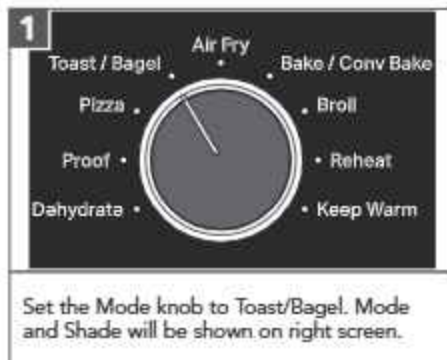 1
Air Fry
Toast / Bagel
Bake / Conv Bake
Pizza
Broil
Proof
Reheat
Dehydrate
Keep Warm
Set the Mode knob to Toast/Bagel. Mode
and Shade will be shown on right screen.